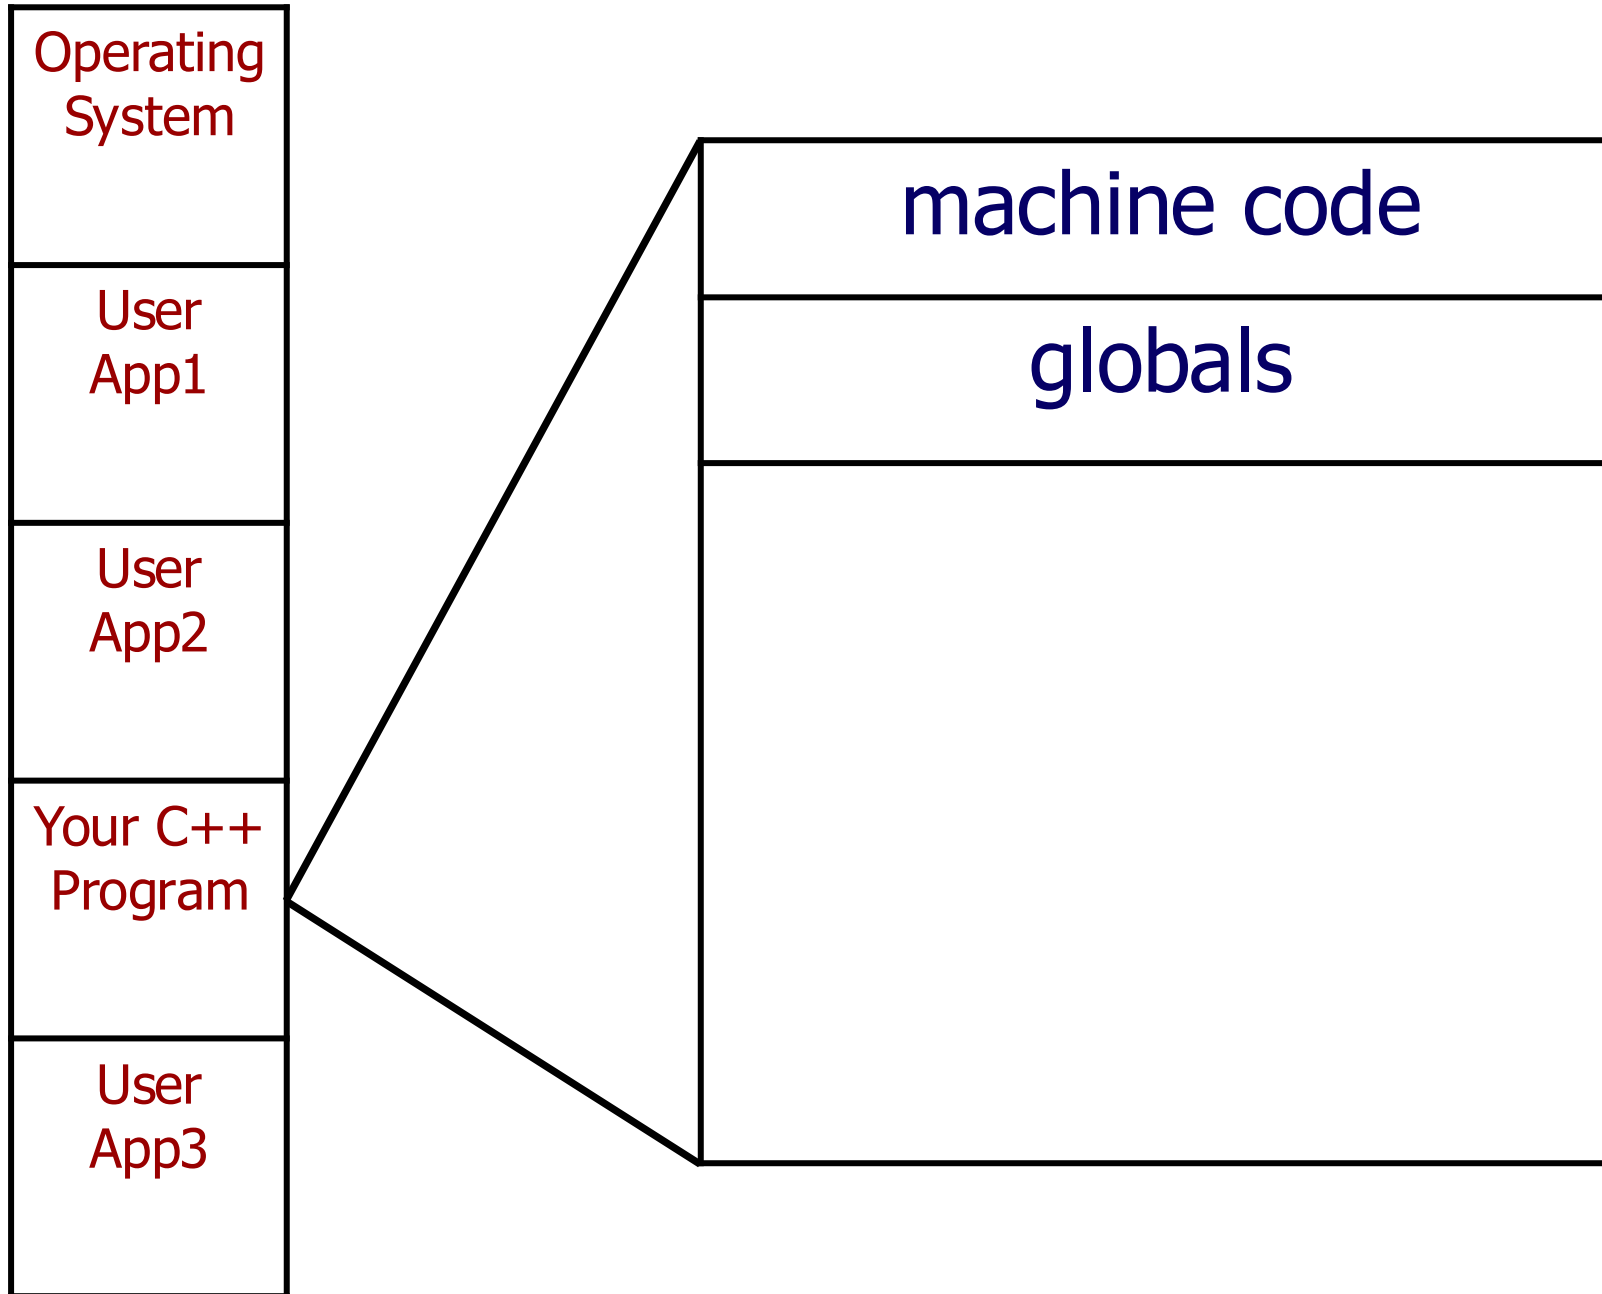 Operating
System
User
App1
User
App2
Your C++
Program
User
App3
machine code
globals